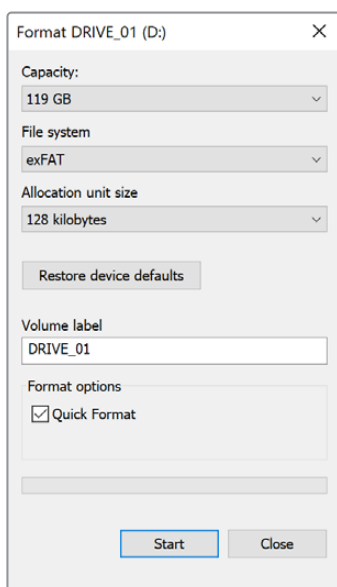 Format DRIVE_01 (D:)
Capacity:
119 GB
File system
exFAT
Allocation unit size
128 kilobytes
Restore device defaults
Volume label
DRIVE_01
Format options
Quick Format
Start Close